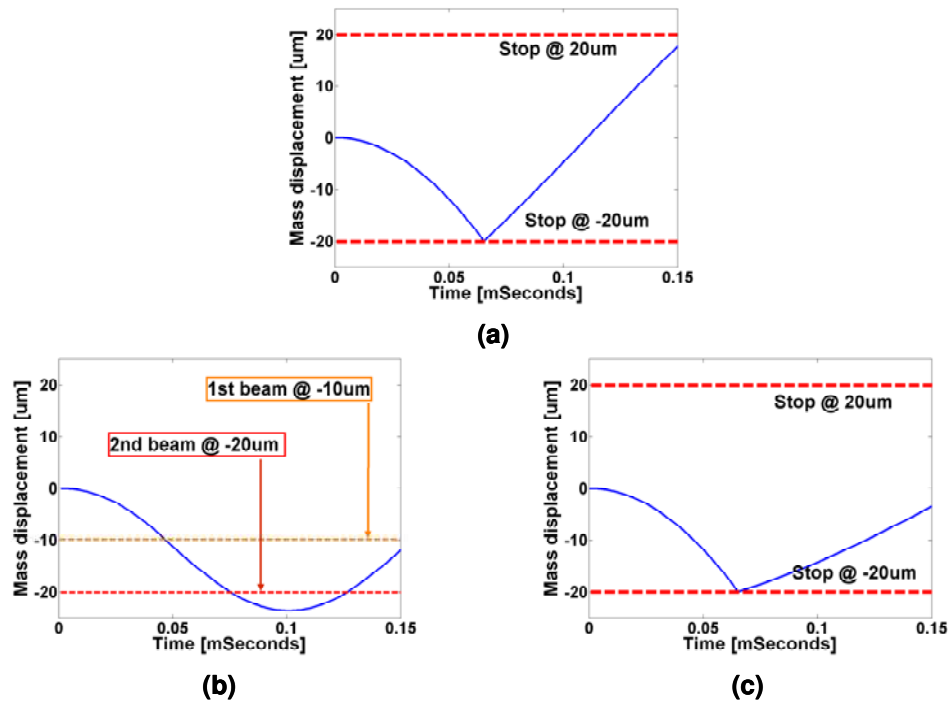 Mass displacement [um]
20
10
0
-10
-20
Stop @ 20um
Stop @ -20um
0
0.05
0.1
0.15
Time [mSeconds]
(a)
Mass displacement [um]
20
10
0
-10
-20
1st beam @ -10um
2nd beam @ -20um
0
0.05
0.1
0.15
Time [mSeconds]
(b)
Mass displacement [um]
20
10
0
-10
-20
Stop @ 20um
Stop @ -20um
0
0.05
0.1
0.15
Time [mSeconds]
(c)